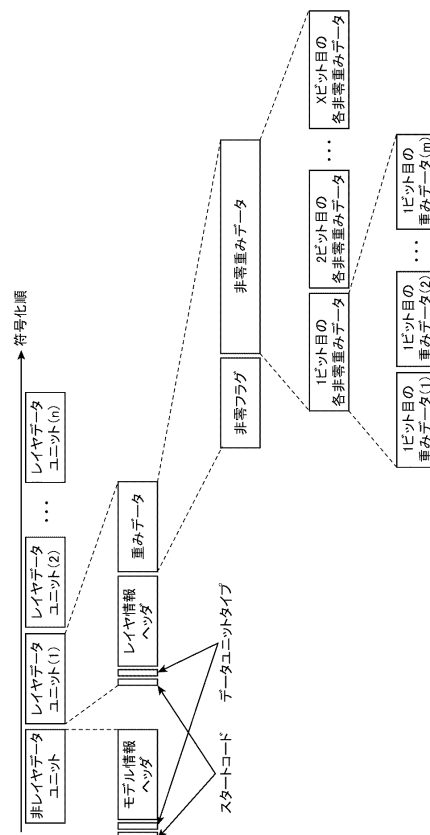 符号化順
非レイヤデータ
ユニット
レイヤデータ
ユニット(1)
レイヤデータ
ユニット(2)
･･･
レイヤデータ
ユニット(n)
モデル情報
ヘッダ
レイヤ情報
ヘッダ
重みデータ
スタートコード
データユニットタイプ
非零フラグ
非零重みデータ
1ビット目の
各非零重みデータ
2ビット目の
各非零重みデータ
･･･
Xビット目の
各非零重みデータ
1ビット目の
重みデータ(1)
1ビット目の
重みデータ(2)
･･･
1ビット目の
重みデータ(m)